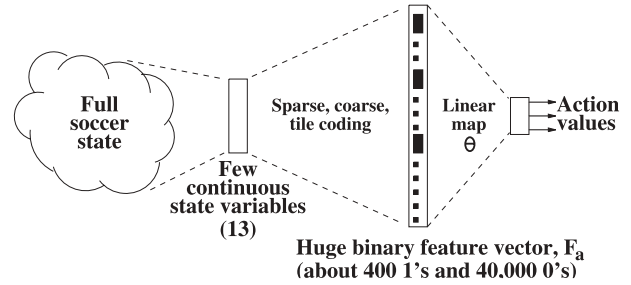 Full
soccer
state
Few
continuous
state variables
(13)
Sparse, coarse,
tile coding
Linear
map
θ
Action
values
Huge binary feature vector, Fa
(about 400 1's and 40,000 0's)